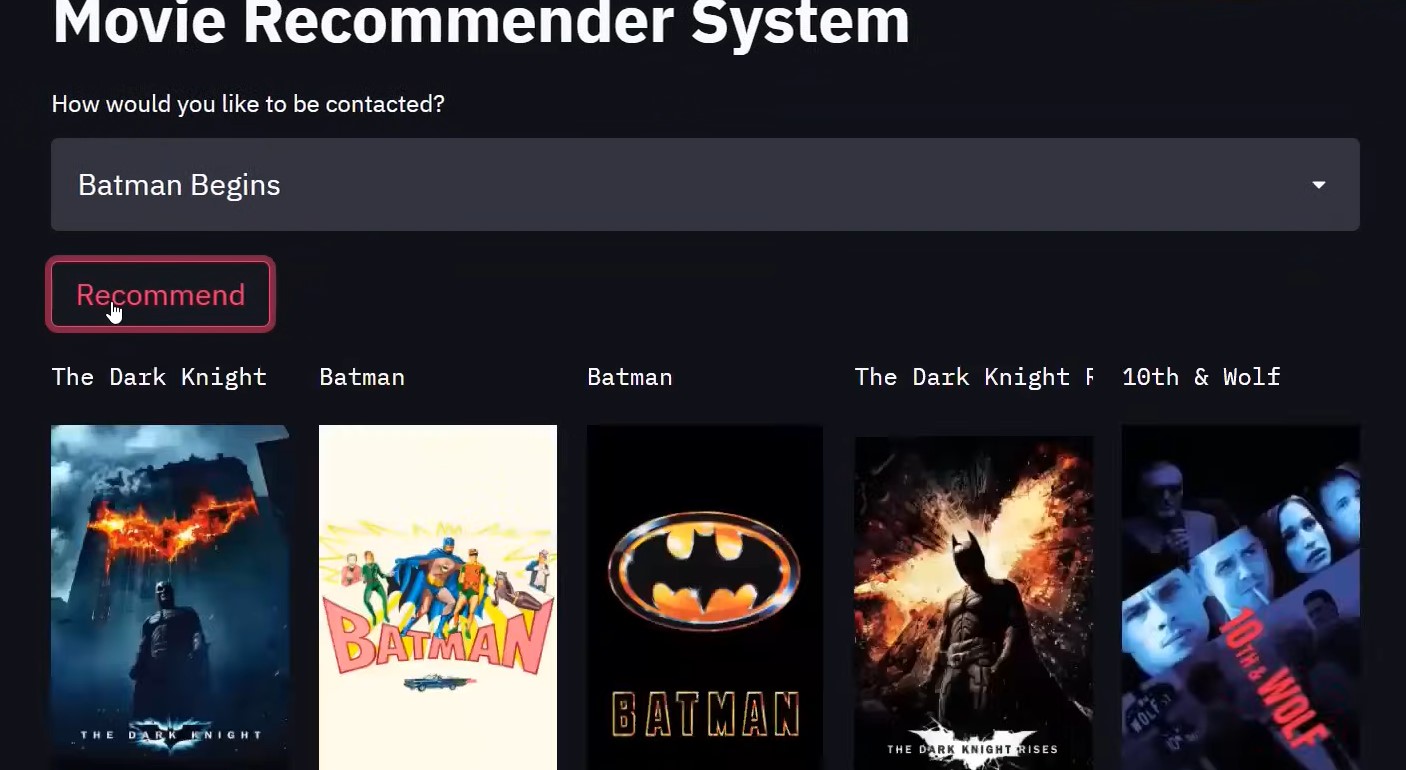 Movie Recommender System
How would you like to be contacted?
Batman Begins
Recommend
The Dark Knight
Batman
Batman
The Dark Knight R
10th & Wolf
THE DARK KNIGHT
BATMAN
BATMAN
THE DARK KNIGHT RISES
10TH & WOLF